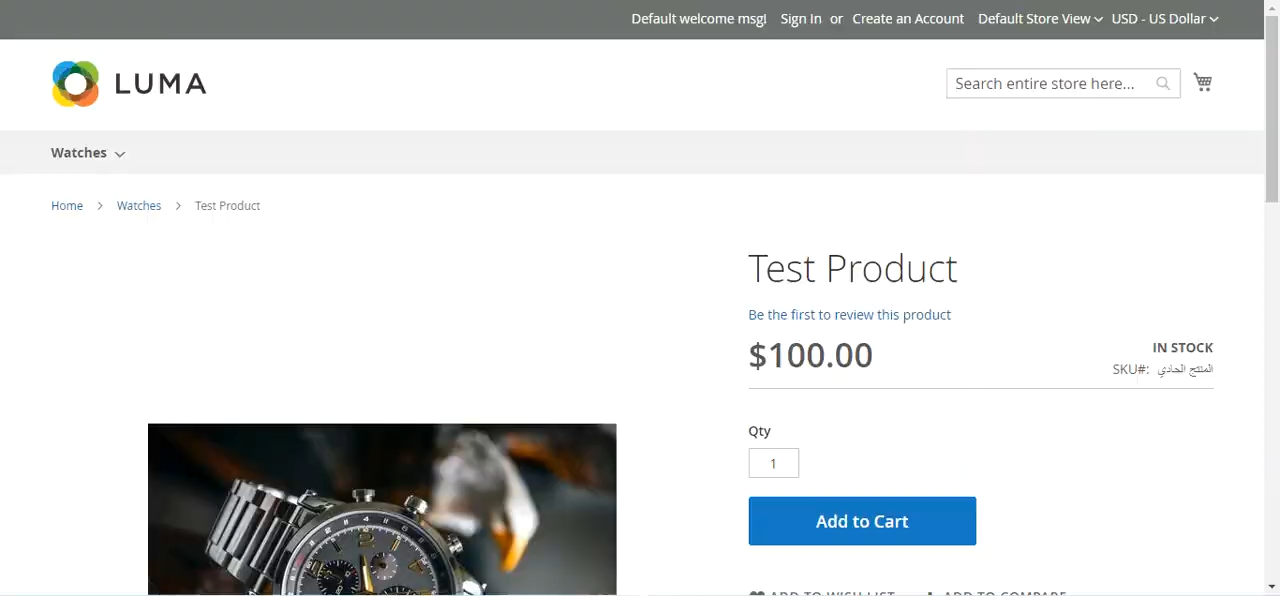 Default welcome msg! Sign In or Create an Account Default Store View USD - US Dollar
LUMA
Search entire store here...
Watches
Home > Watches > Test Product
Test Product
Be the first to review this product
$100.00
IN STOCK
SKU#: المنتج الحادي
Qty
1
Add to Cart
ADD TO WISH LIST ADD TO COMPARE